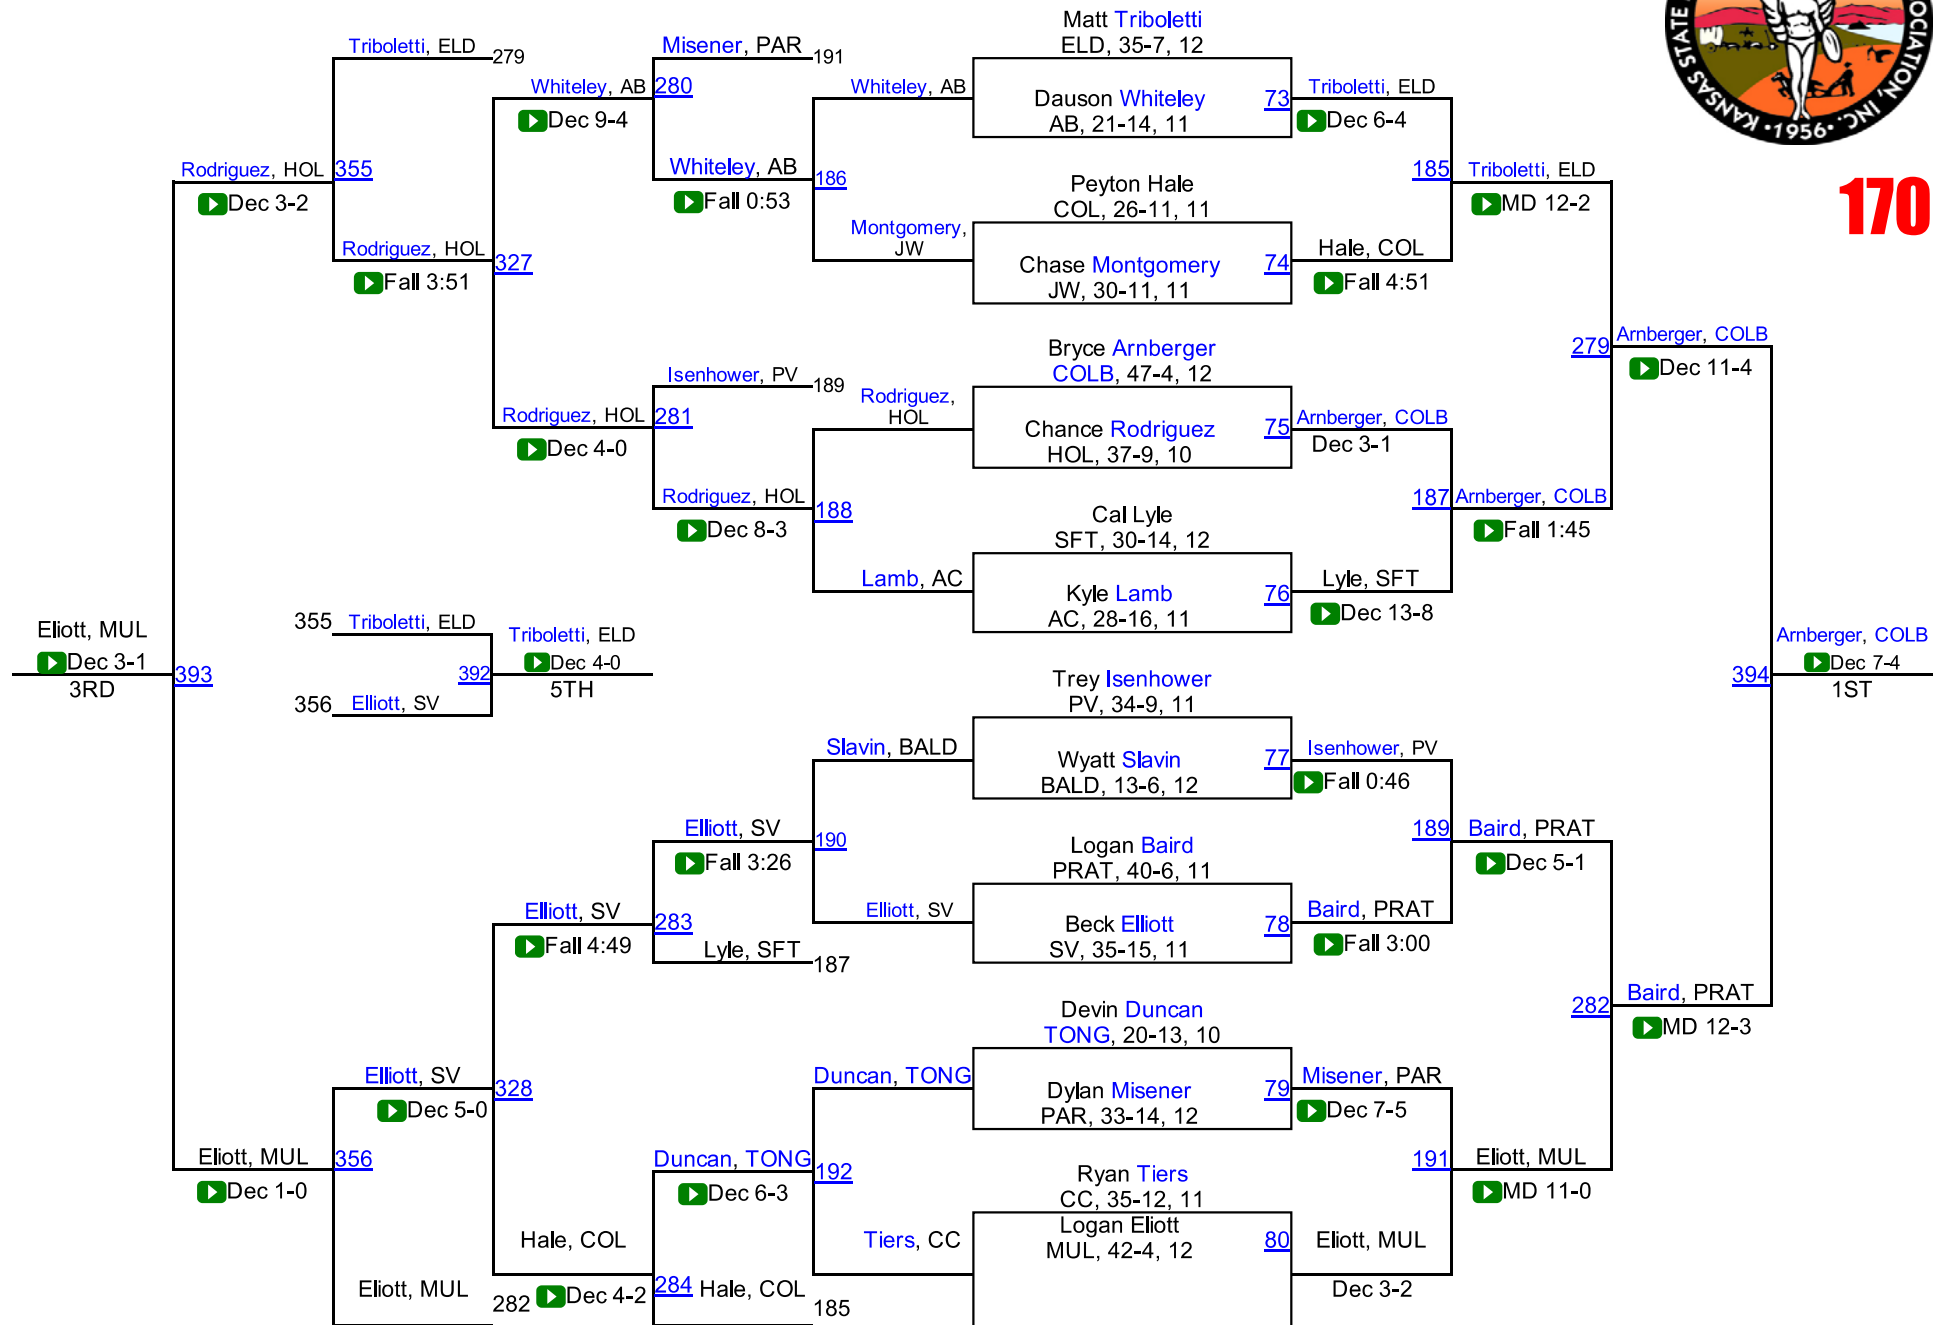 Triboletti, ELD
279
Misener, PAR
191
Matt Triboletti
ELD, 35-7, 12
Whiteley, AB
280
Dec 9-4
Whiteley, AB
Dauson Whiteley
AB, 21-14, 11
73
Triboletti, ELD
Dec 6-4
KANSAS STATE
OCIATION, INC.
•1956•
170
Rodriguez, HOL
355
Dec 3-2
Whiteley, AB
186
Fall 0:53
Peyton Hale
COL, 26-11, 11
185
Triboletti, ELD
MD 12-2
Rodriguez, HOL
327
Fall 3:51
Montgomery,
JW
Chase Montgomery
JW, 30-11, 11
74
Hale, COL
Fall 4:51
Bryce Arnberger
COLB, 47-4, 12
279
Arnberger, COLB
Dec 11-4
Isenhower, PV
189
Rodriguez, HOL
281
Dec 4-0
Rodriguez,
HOL
Chance Rodriguez
HOL, 37-9, 10
75
Arnberger, COLB
Dec 3-1
Rodriguez, HOL
188
Dec 8-3
Cal Lyle
SFT, 30-14, 12
187
Arnberger, COLB
Fall 1:45
Lamb, AC
Kyle Lamb
AC, 28-16, 11
76
Lyle, SFT
Dec 13-8
Eliott, MUL
Dec 3-1
3RD
393
355
Triboletti, ELD
356
Elliott, SV
392
Triboletti, ELD
Dec 4-0
5TH
394
Arnberger, COLB
Dec 7-4
1ST
Trey Isenhower
PV, 34-9, 11
Slavin, BALD
Wyatt Slavin
BALD, 13-6, 12
77
Isenhower, PV
Fall 0:46
Elliott, SV
190
Fall 3:26
Logan Baird
PRAT, 40-6, 11
189
Baird, PRAT
Dec 5-1
Elliott, SV
283
Fall 4:49
Lyle, SFT
187
Elliott, SV
Beck Elliott
SV, 35-15, 11
78
Baird, PRAT
Fall 3:00
282
Baird, PRAT
MD 12-3
Devin Duncan
TONG, 20-13, 10
Elliott, SV
328
Dec 5-0
Duncan, TONG
Dylan Misener
PAR, 33-14, 12
79
Misener, PAR
Dec 7-5
Eliott, MUL
356
Dec 1-0
Duncan, TONG
192
Dec 6-3
Ryan Tiers
CC, 35-12, 11
191
Eliott, MUL
MD 11-0
Hale, COL
Dec 4-2
284
Tiers, CC
Logan Eliott
MUL, 42-4, 12
80
Eliott, MUL
Dec 3-2
Eliott, MUL
282
Hale, COL
185